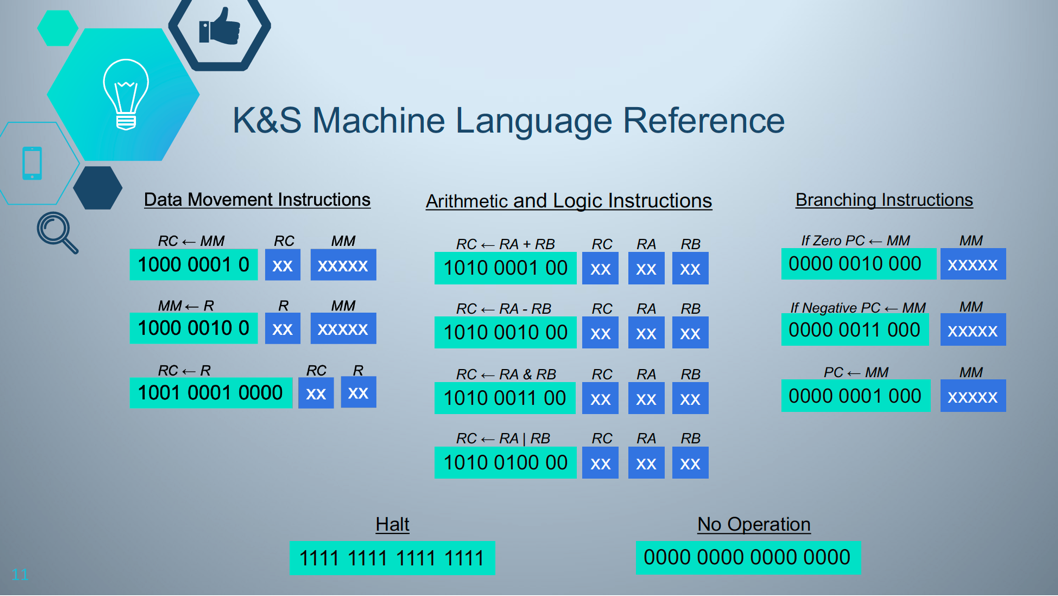 K&S Machine Language Reference
Data Movement Instructions
RC ← MM RC MM
1000 0001 0 xx xxxxx
MM ← R R MM
1000 0010 0 xx xxxxx
RC ← R RC R
1001 0001 0000 xx xx
Arithmetic and Logic Instructions
RC ← RA + RB RC RA RB
1010 0001 00 xx xx xx
RC ← RA - RB RC RA RB
1010 0010 00 xx xx xx
RC ← RA & RB RC RA RB
1010 0011 00 xx xx xx
RC ← RA | RB RC RA RB
1010 0100 00 xx xx xx
Branching Instructions
If Zero PC ← MM MM
0000 0010 000 xxxxx
If Negative PC ← MM MM
0000 0011 000 xxxxx
PC ← MM MM
0000 0001 000 xxxxx
Halt
1111 1111 1111 1111
No Operation
0000 0000 0000 0000
11